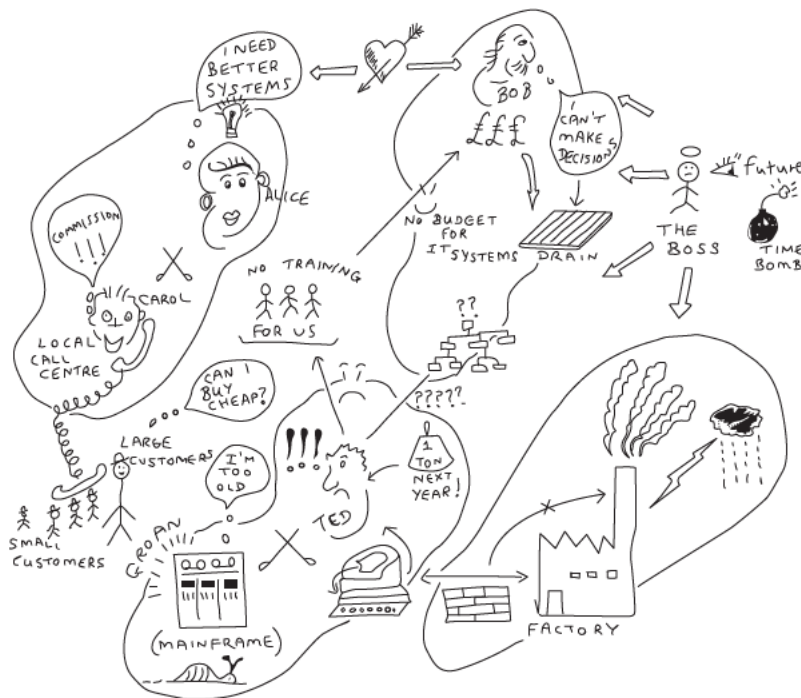 I NEED
BETTER
SYSTEMS
ALICE
COMMISSION
!!!
CAROL
LOCAL
CALL
CENTRE
BOB
£££
I
CAN'T
MAKE
DECISIONS
NO BUDGET
FOR
IT SYSTEMS
DRAIN
THE
BOSS
future
TIME
BOMB
NO TRAINING
FOR US
??
?????
CAN I
BUY
CHEAP?
LARGE
CUSTOMERS
SMALL
CUSTOMERS
I'M
TOO
OLD
!!!
TED
1
TON
NEXT
YEAR!
GROAN
(MAINFRAME)
FACTORY